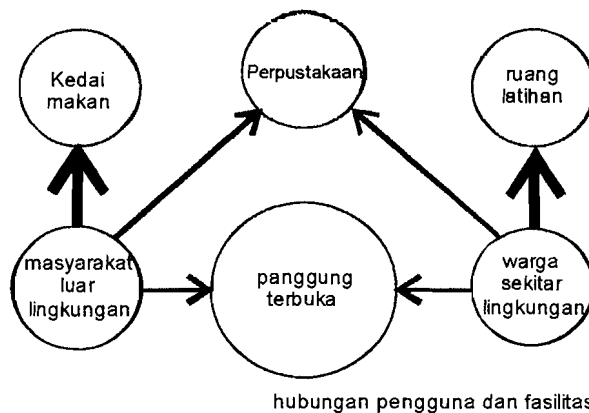 Kedai
makan
Perpustakaan
ruang
latihan
masyarakat
luar
lingkungan
panggung
terbuka
warga
sekitar
lingkungan
hubungan pengguna dan fasilitas